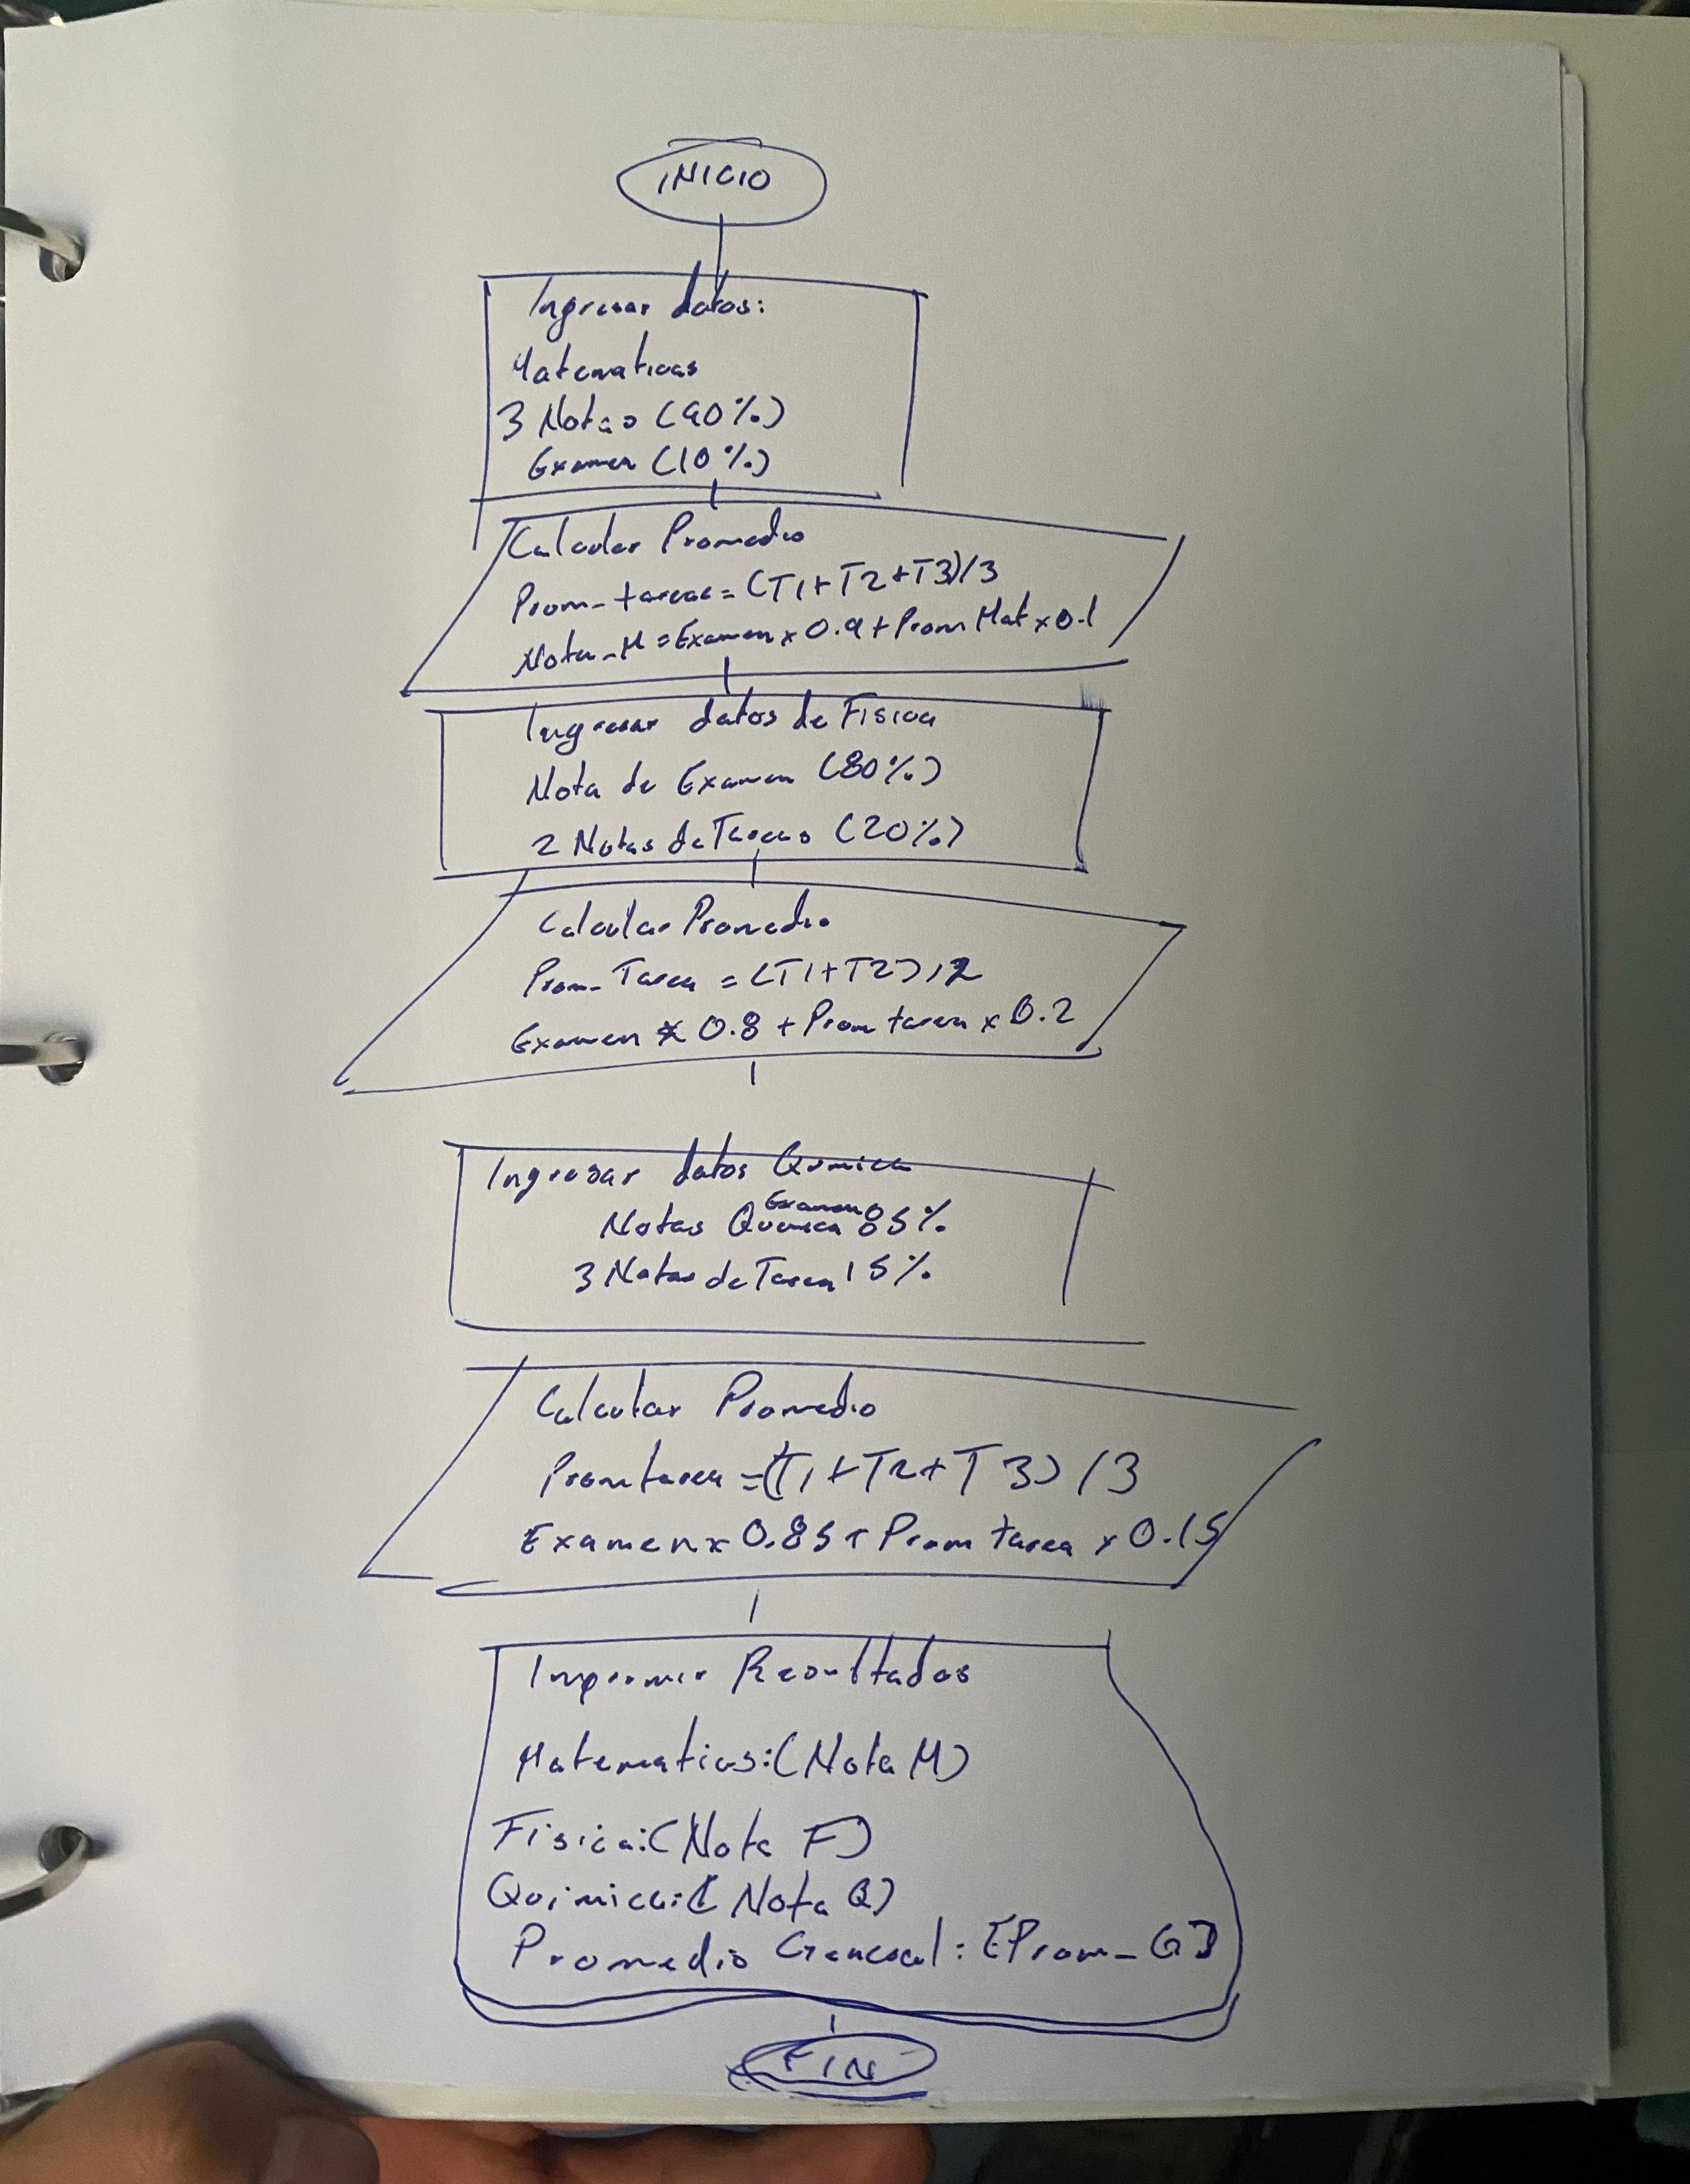 INICIO
Ingresar datos:
Matematicas
3 Notas (90%)
Examen (10%)
Calcular Promedio
Prom_tareas=(T1+T2+T3)/3
Nota_M=Examen x 0.9+Prom Mat x 0.1
Ingresar datos de Fisica
Nota de Examen (80%)
2 Notas de Tareas (20%)
Calcular Promedio
Prom_Tarea =(T1+T2)/2
Examen * 0.8 + Prom tarea x 0.2
Ingresar datos Quimica
Examen
Notas Quimica 85%
3 Notas de Tarea 15%
Calcular Promedio
Promtarea=(T1+T2+T3)/3
Examen x 0.85+Prom tarea x 0.15
Imprimir Resultados
Matematicas:(Nota M)
Fisica:(Nota F)
Quimica:( Nota Q)
Promedio General: [Prom_G]
FIN